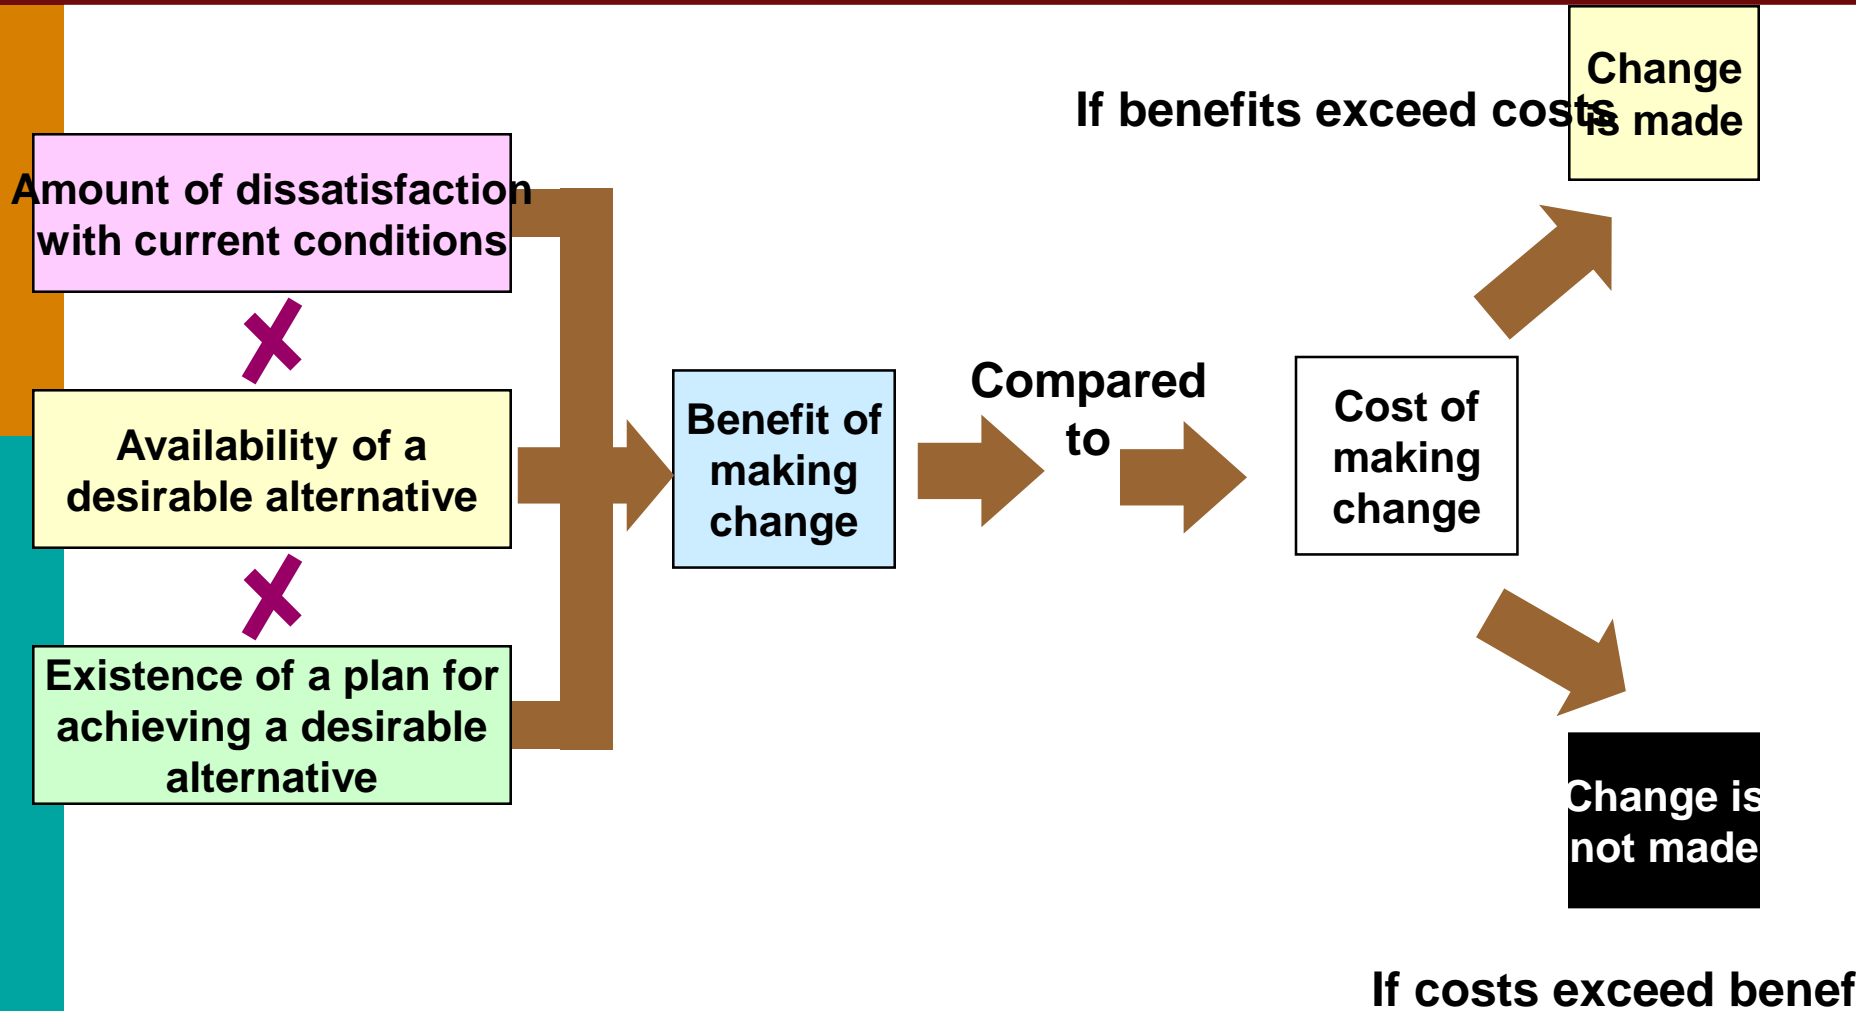 Amount of dissatisfaction
with current conditions
Availability of a
desirable alternative
Existence of a plan for
achieving a desirable
alternative
Benefit of
making
change
Compared
to
Cost of
making
change
If benefits exceed costs
Change
is made
Change is
not made
If costs exceed benef